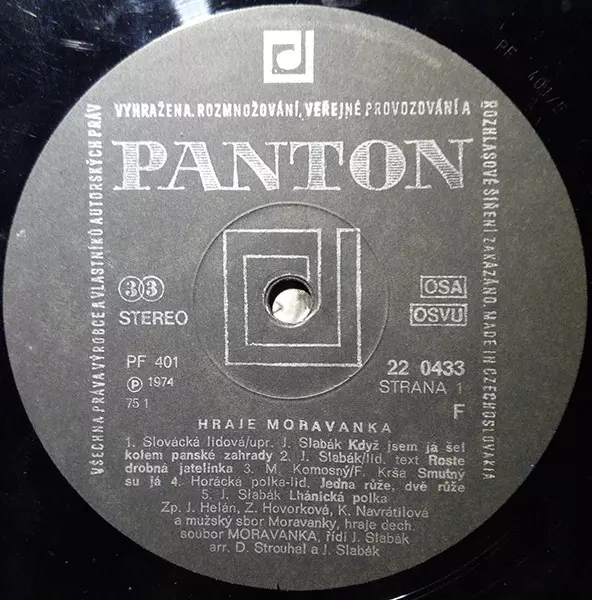 VYHRAŽENA. ROZMNOŽOVÁNÍ, VEŘEJNÉ PROVOZOVÁNÍ A
VŠECHNA PRÁVA VÝROBCE A VLASTNÍKŮ AUTORSKÝCH PRÁV
ROZHLASOVÉ ŠÍŘENÍ ZAKÁZÁNO. MADE IN CZECHOSLOVAKIA
PANTON
33
STEREO
OSA
OSVU
PF 401
Ⓟ 1974
75 1
22 0433
STRANA 1
F
HRAJE MORAVANKA
1. Slovácká lidová/upr. J. Slabák Když jsem já šel
kolem panské zahrady 2. J. Slabák/lid. text Roste
drobná jatelinka 3. M. Komosný/F. Krša Smutný
su já 4. Horácká polka-lid. Jedna růže, dvě růže
5. J. Slabák Lhánická polka
Zp. J. Helán, Z. Hovorková, K. Navrátilová
a mužský sbor Moravanky, hraje dech.
soubor MORAVANKA, řídí J. Slabák
arr. D. Strouhal a J. Slabák
PF 401/F